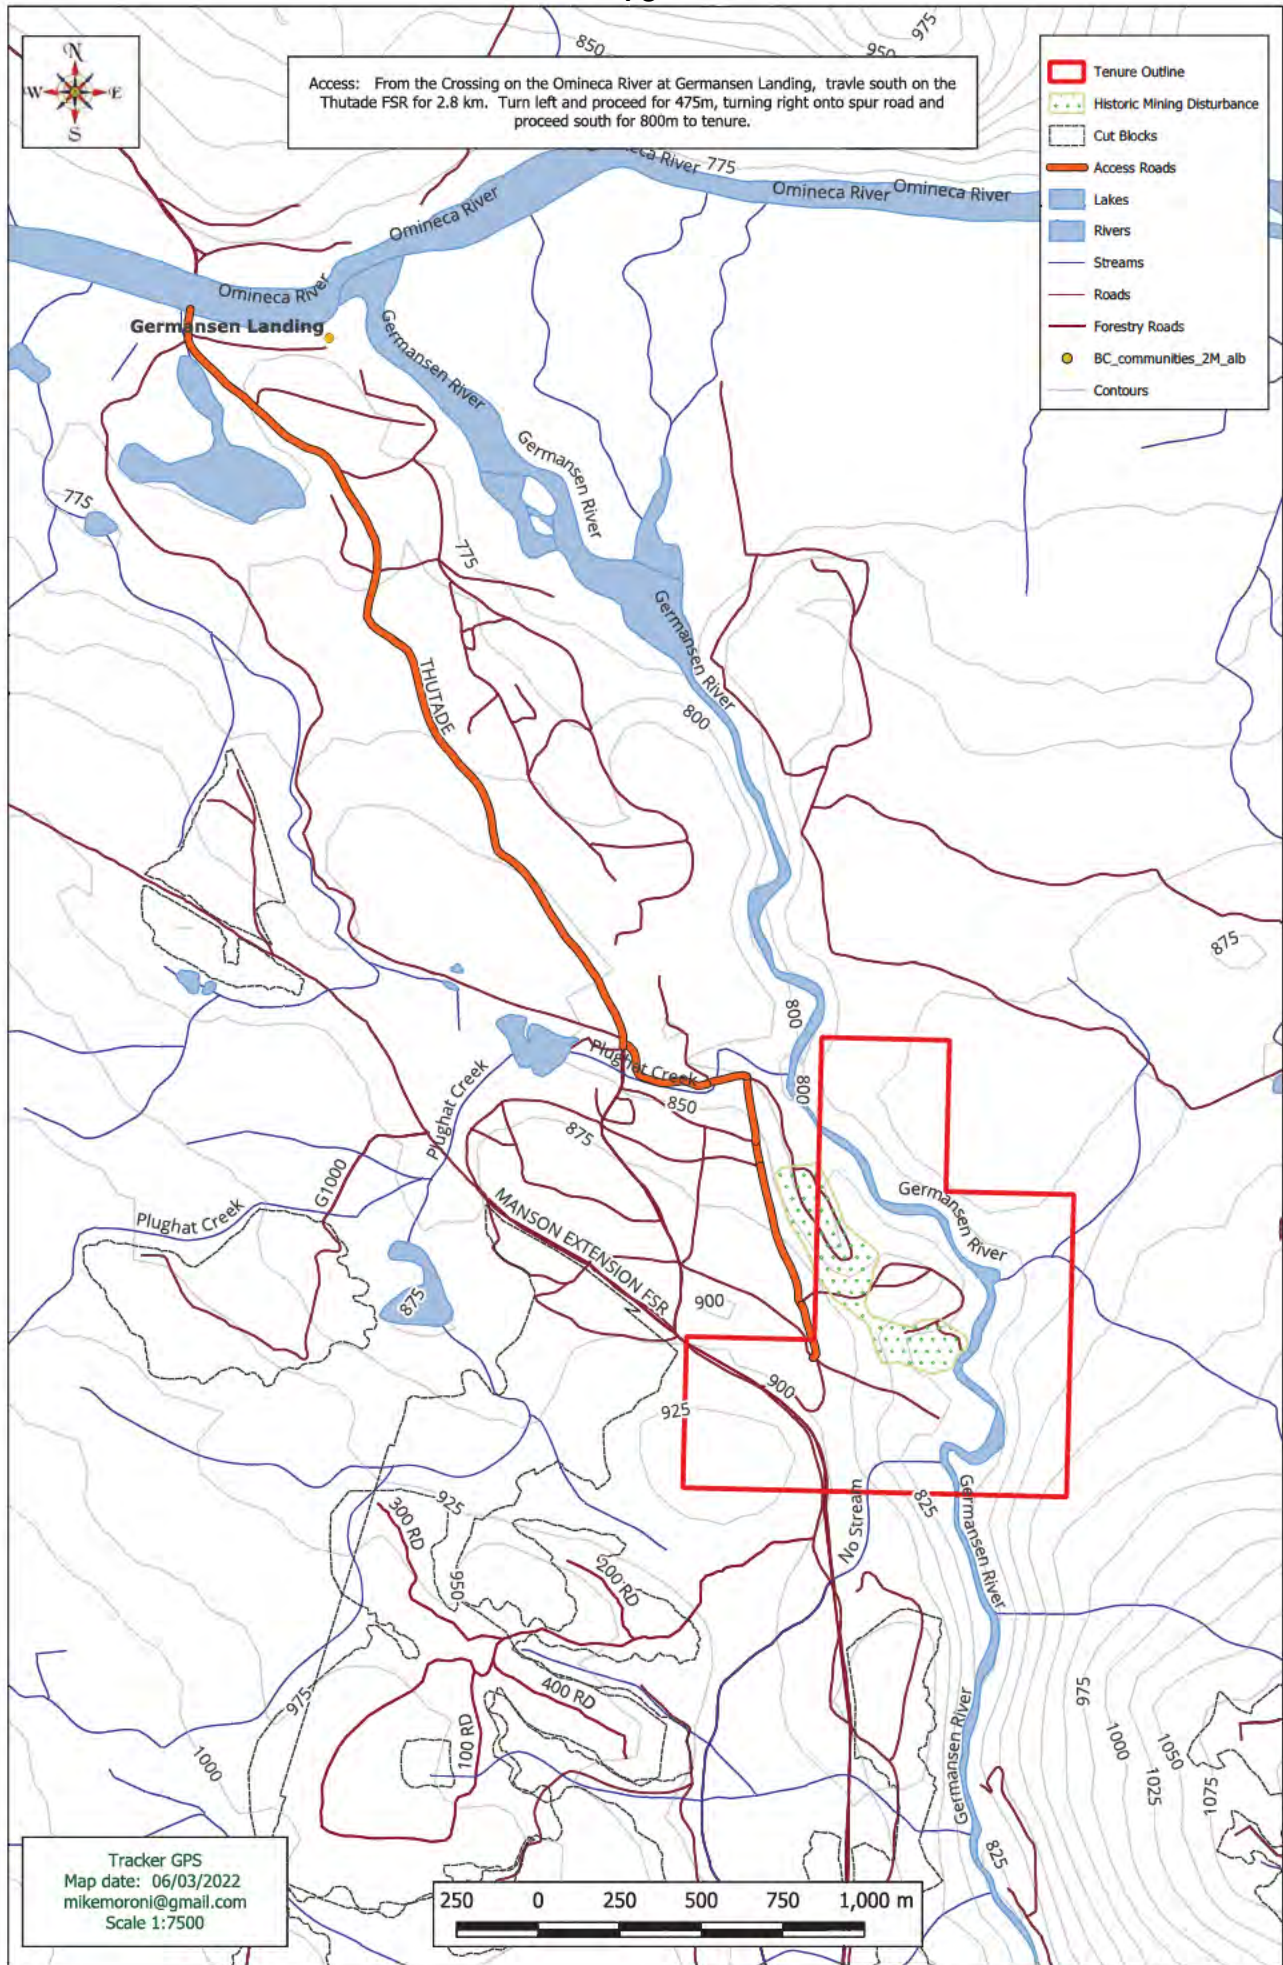 850
975
950
N
W
E
S
Access: From the Crossing on the Omineca River at Germansen Landing, travle south on the
Thutade FSR for 2.8 km. Turn left and proceed for 475m, turning right onto spur road and
proceed south for 800m to tenure.
Tenure Outline
Historic Mining Disturbance
Cut Blocks
Access Roads
Lakes
Rivers
Streams
Roads
Forestry Roads
BC_communities_2M_alb
Contours
River
775
Omineca River
Omineca River
Omineca River
Omineca River
Germansen Landing
Germansen River
Germansen River
775
775
Germansen River
THUTADE
800
875
800
Plughat Creek
800
850
Plughat Creek
875
G1000
Plughat Creek
MANSON EXTENSION FSR
Germansen River
875
900
900
925
925
300 RD
950
200 RD
No Stream
825
Germansen River
400 RD
100 RD
975
1000
Germansen River
975
1000
1050
1025
1075
825
Tracker GPS
Map date: 06/03/2022
mikemoroni@gmail.com
Scale 1:7500
250 0 250 500 750 1,000 m